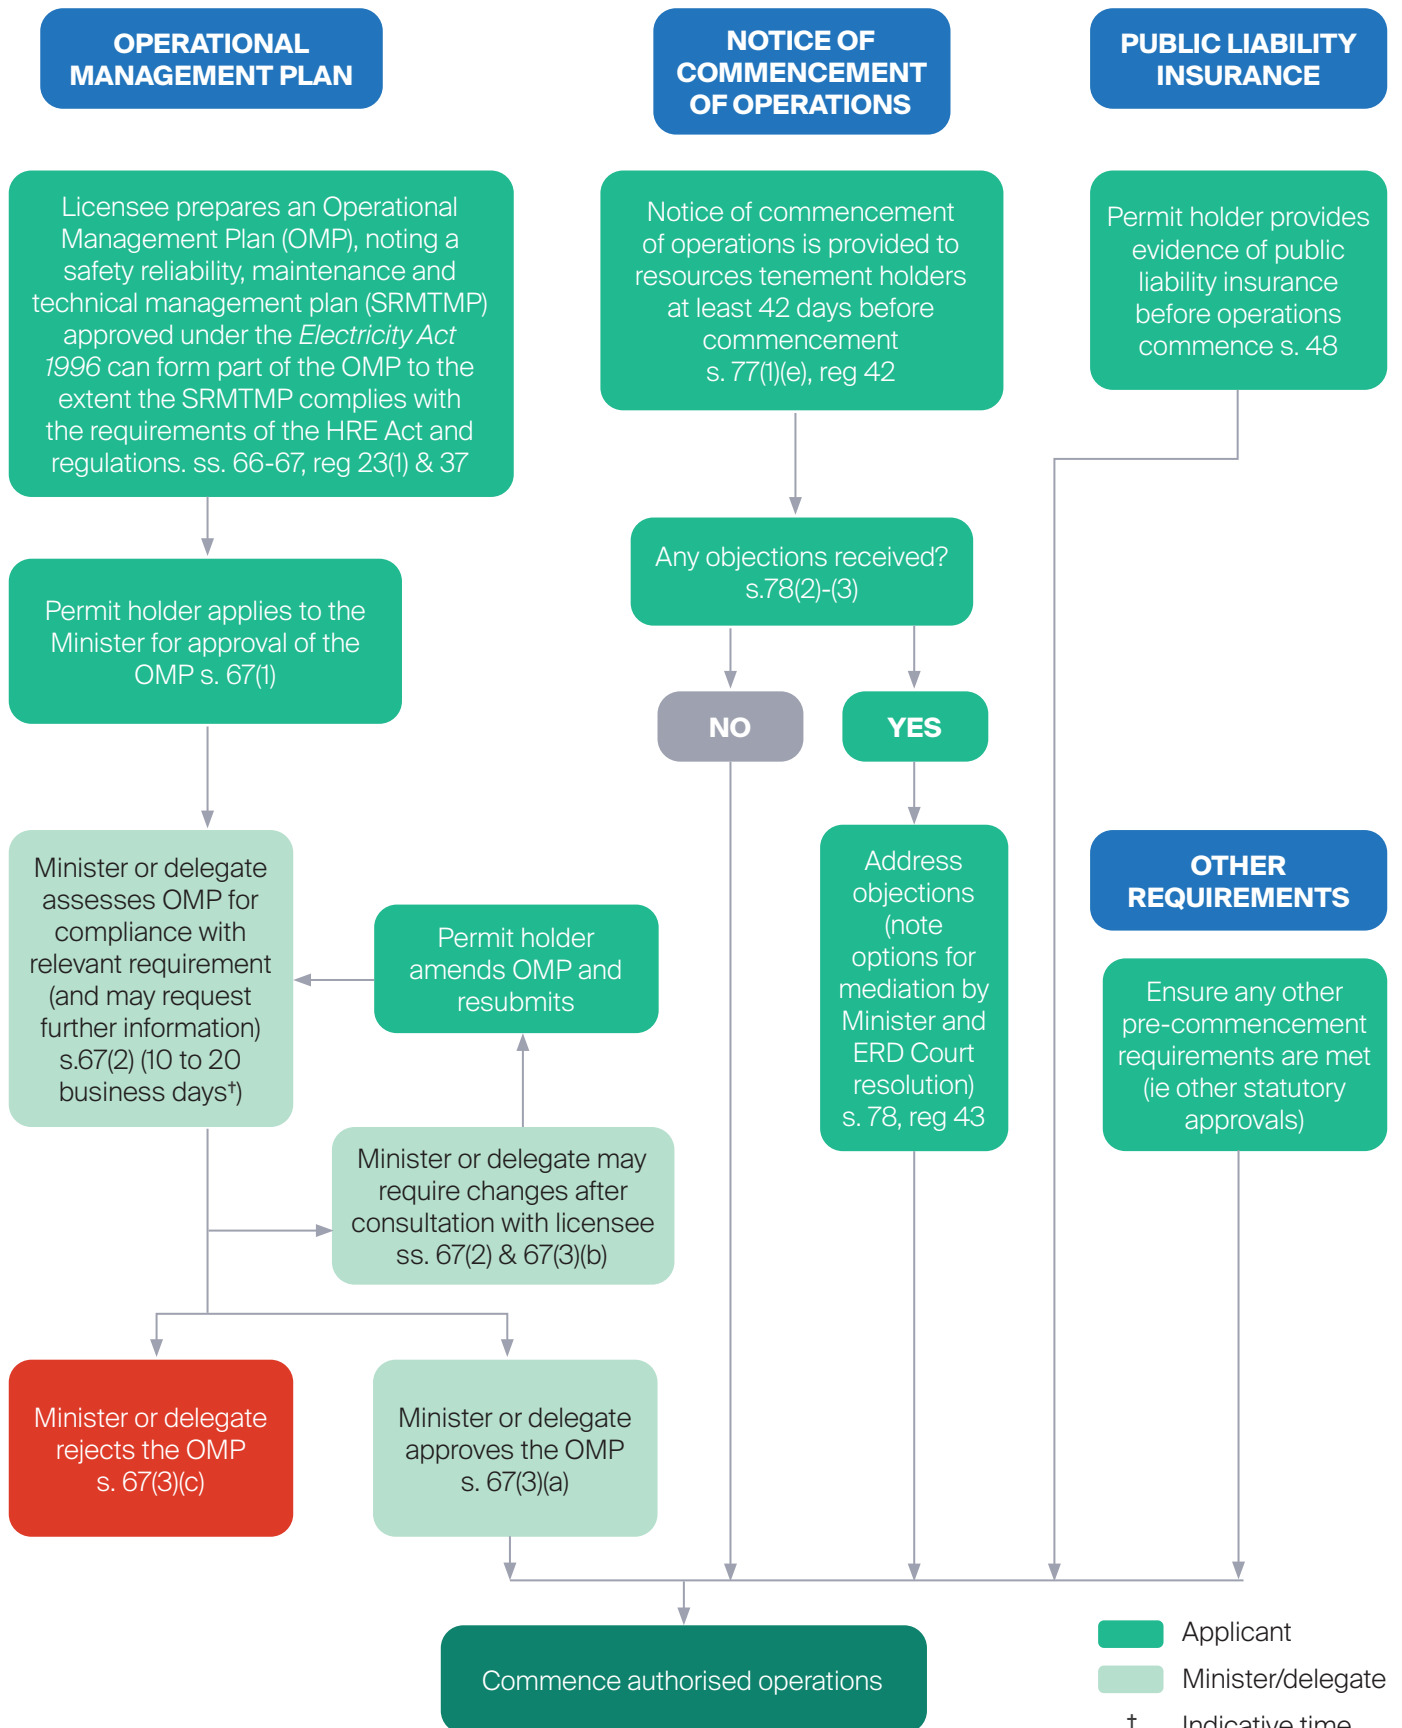 OPERATIONAL
MANAGEMENT PLAN
Licensee prepares an Operational
Management Plan (OMP), noting a
safety reliability, maintenance and
technical management plan (SRMTMP)
approved under the Electricity Act
1996 can form part of the OMP to the
extent the SRMTMP complies with
the requirements of the HRE Act and
regulations. ss. 66-67, reg 23(1) & 37
Permit holder applies to the
Minister for approval of the
OMP s. 67(1)
Minister or delegate
assesses OMP for
compliance with
relevant requirement
(and may request
further information)
s.67(2) (10 to 20
business days†)
Permit holder
amends OMP and
resubmits
Minister or delegate may
require changes after
consultation with licensee
ss. 67(2) & 67(3)(b)
Minister or delegate
rejects the OMP
s. 67(3)(c)
Minister or delegate
approves the OMP
s. 67(3)(a)
NOTICE OF
COMMENCEMENT
OF OPERATIONS
Notice of commencement
of operations is provided to
resources tenement holders
at least 42 days before
commencement
s. 77(1)(e), reg 42
Any objections received?
s.78(2)-(3)
NO
YES
Address
objections
(note
options for
mediation by
Minister and
ERD Court
resolution)
s. 78, reg 43
PUBLIC LIABILITY
INSURANCE
Permit holder provides
evidence of public
liability insurance
before operations
commence s. 48
OTHER
REQUIREMENTS
Ensure any other
pre-commencement
requirements are met
(ie other statutory
approvals)
Commence authorised operations
Applicant
Minister/delegate
† Indicative time